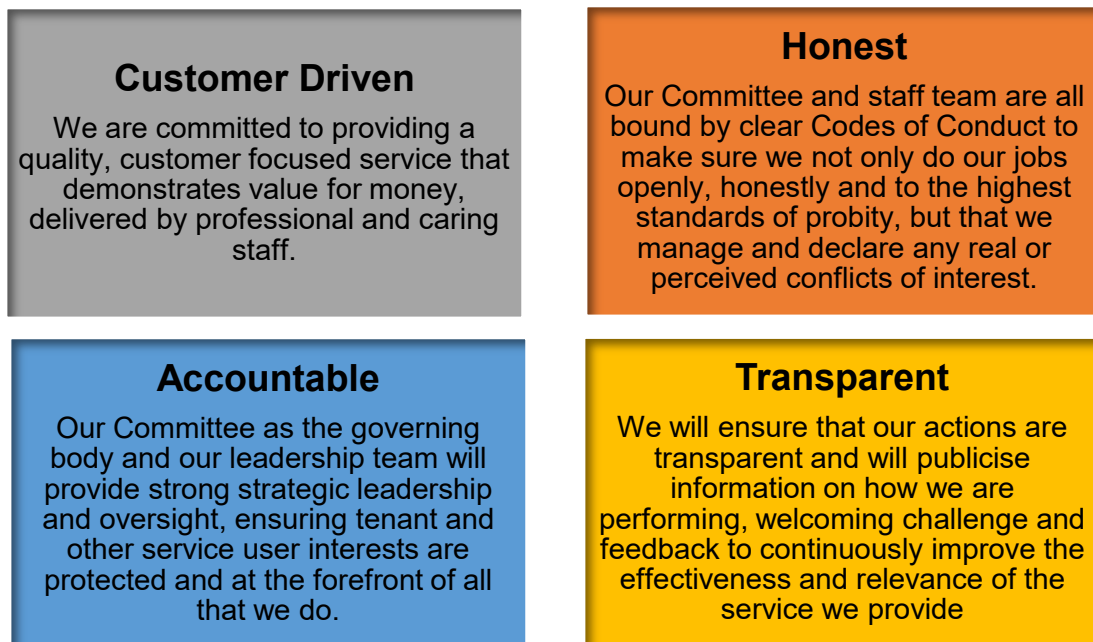 Customer Driven
We are committed to providing a
quality, customer focused service that
demonstrates value for money,
delivered by professional and caring
staff.
Honest
Our Committee and staff team are all
bound by clear Codes of Conduct to
make sure we not only do our jobs
openly, honestly and to the highest
standards of probity, but that we
manage and declare any real or
perceived conflicts of interest.
Accountable
Our Committee as the governing
body and our leadership team will
provide strong strategic leadership
and oversight, ensuring tenant and
other service user interests are
protected and at the forefront of all
that we do.
Transparent
We will ensure that our actions are
transparent and will publicise
information on how we are
performing, welcoming challenge and
feedback to continuously improve the
effectiveness and relevance of the
service we provide